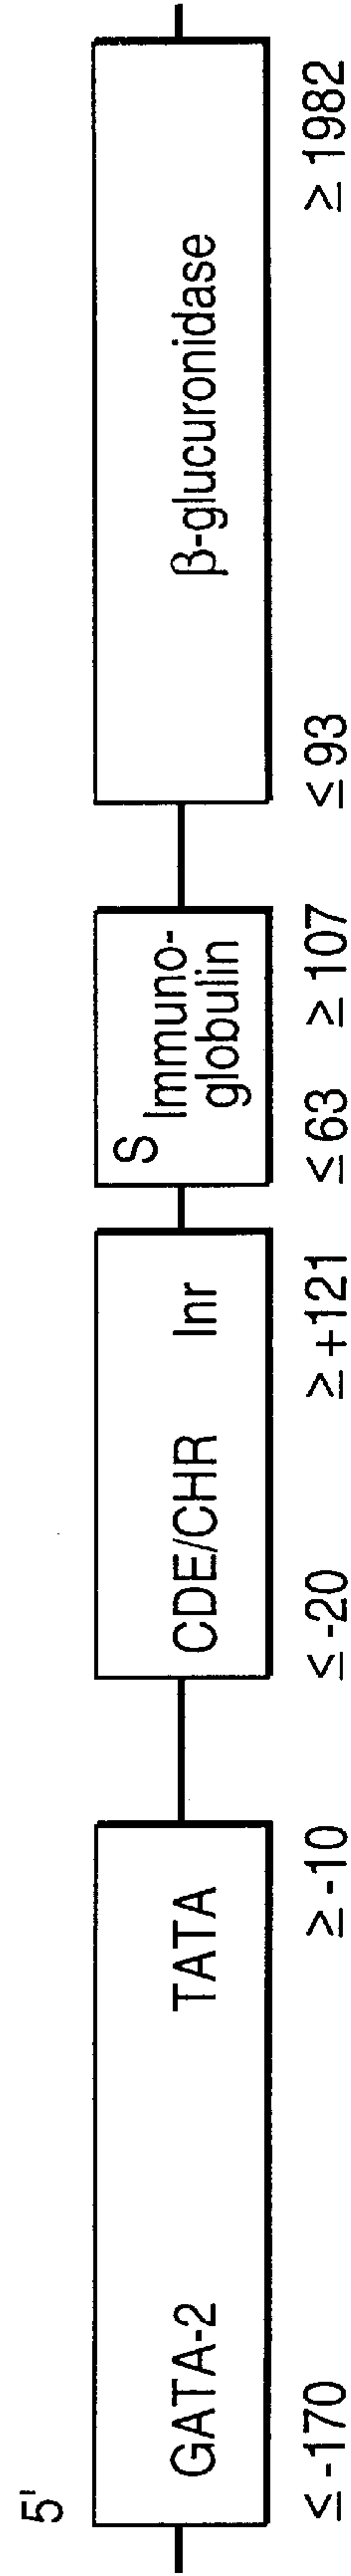 5'
GATA-2 TATA CDE/CHR Inr S Immuno-
globulin β-glucuronidase
≤ -170 ≥ -10 ≤ -20 ≥ +121 ≤ 63 ≥ 107 ≤ 93 ≥ 1982